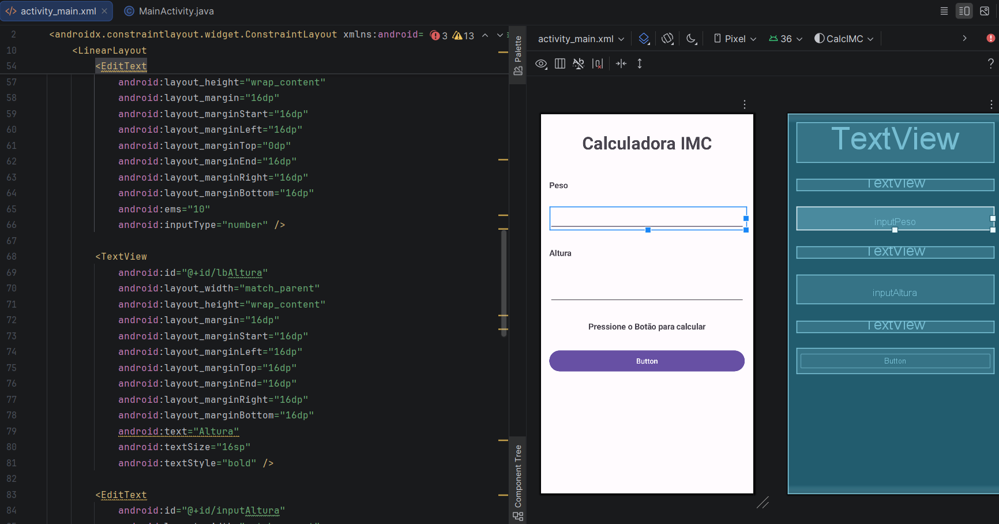 activity_main.xml
MainActivity.java
2 <androidx.constraintlayout.widget.ConstraintLayout xmlns:android= 3 13
10 <LinearLayout
54 <EditText
57 android:layout_height="wrap_content"
58 android:layout_margin="16dp"
59 android:layout_marginStart="16dp"
60 android:layout_marginLeft="16dp"
61 android:layout_marginTop="0dp"
62 android:layout_marginEnd="16dp"
63 android:layout_marginRight="16dp"
64 android:layout_marginBottom="16dp"
65 android:ems="10"
66 android:inputType="number" />
67
68 <TextView
69 android:id="@+id/lbAltura"
70 android:layout_width="match_parent"
71 android:layout_height="wrap_content"
72 android:layout_margin="16dp"
73 android:layout_marginStart="16dp"
74 android:layout_marginLeft="16dp"
75 android:layout_marginTop="16dp"
76 android:layout_marginEnd="16dp"
77 android:layout_marginRight="16dp"
78 android:layout_marginBottom="16dp"
79 android:text="Altura"
80 android:textSize="16sp"
81 android:textStyle="bold" />
82
83 <EditText
84 android:id="@+id/inputAltura"
Palette
Component Tree
activity_main.xml
Pixel
36
CalcIMC
?
Calculadora IMC
Peso
Altura
Pressione o Botão para calcular
Button
TextView
TextView
inputPeso
TextView
inputAltura
TextView
Button